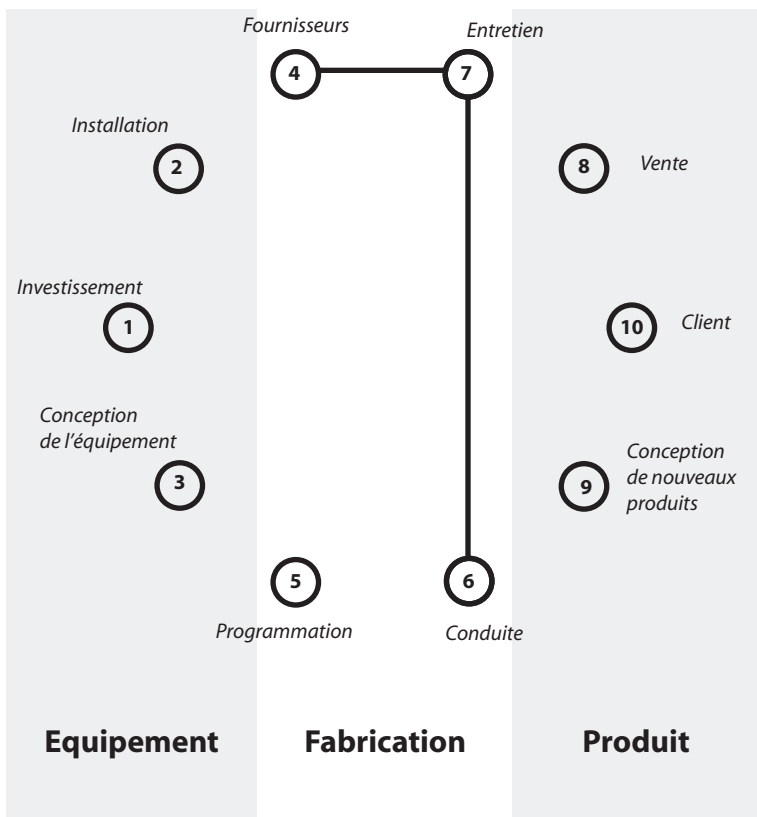 Fournisseurs
Entretien
4
7
Installation
2
8
Vente
Investissement
1
10
Client
Conception
de l'équipement
3
9
Conception
de nouveaux
produits
5
6
Programmation
Conduite
Equipement
Fabrication
Produit